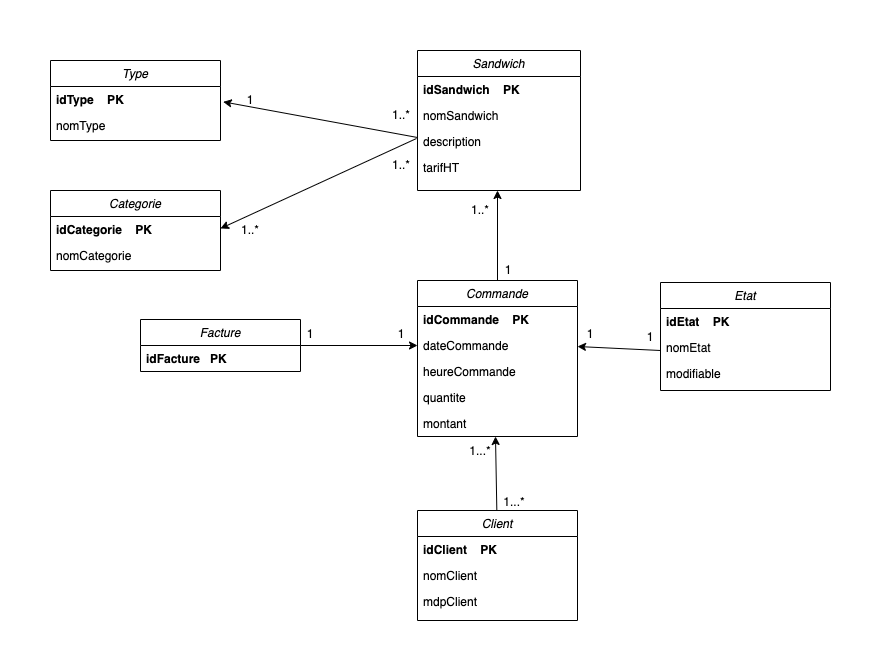 Type
idType PK
nomType
Sandwich
idSandwich PK
nomSandwich
description
tarifHT
1
1..*
1..*
1..*
Categorie
idCategorie PK
nomCategorie
1..*
1
Commande
idCommande PK
dateCommande
heureCommande
quantite
montant
Facture
idFacture PK
1
1
Etat
idEtat PK
nomEtat
modifiable
1
1
1...*
1...*
Client
idClient PK
nomClient
mdpClient